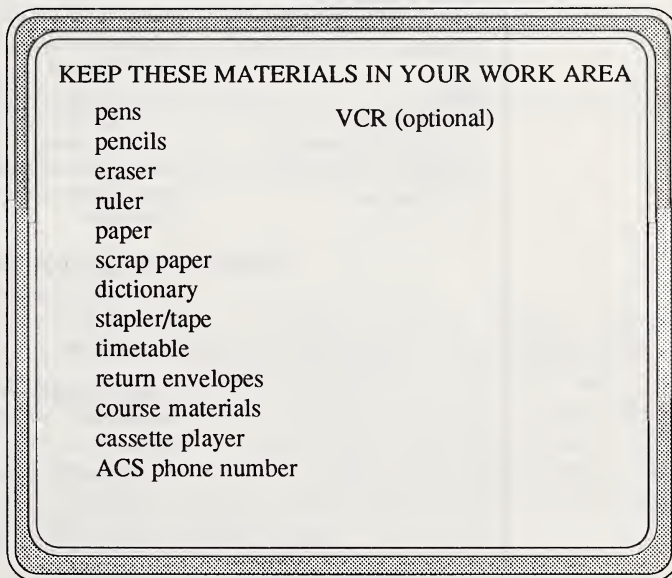 KEEP THESE MATERIALS IN YOUR WORK AREA
pens
pencils
eraser
ruler
paper
scrap paper
dictionary
stapler/tape
timetable
return envelopes
course materials
cassette player
ACS phone number
VCR (optional)